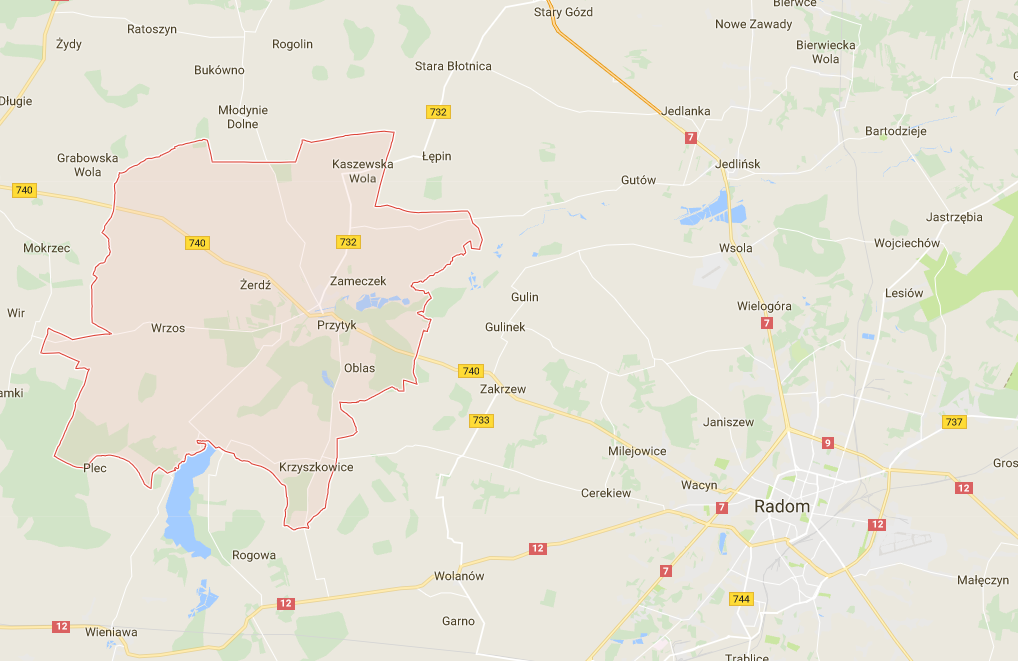 Bierwce
Stary Gózd
Nowe Zawady
Ratoszyn
Żydy
Rogolin
Bierwiecka
Wola
Bukówno
Stara Błotnica
Długie
Młodynie
Dolne
732
Jedlanka
7
Bartodzieje
Grabowska
Wola
Kaszewska
Wola
Łępin
Jedlińsk
Gutów
740
Jastrzębia
Mokrzec
740
732
Wsola
Wojciechów
Żerdź
Zameczek
Gulin
Lesiów
Wir
Wielogóra
Wrzos
Przytyk
Gulinek
7
Oblas
740
Zakrzew
amki
733
Janiszew
737
9
Milejowice
Plec
Krzyszkowice
Gros
Wacyn
Cerekiew
12
7
Radom
12
Rogowa
12
7
Wolanów
Małęczyn
12
744
Garno
12
Wieniawa
Trablice